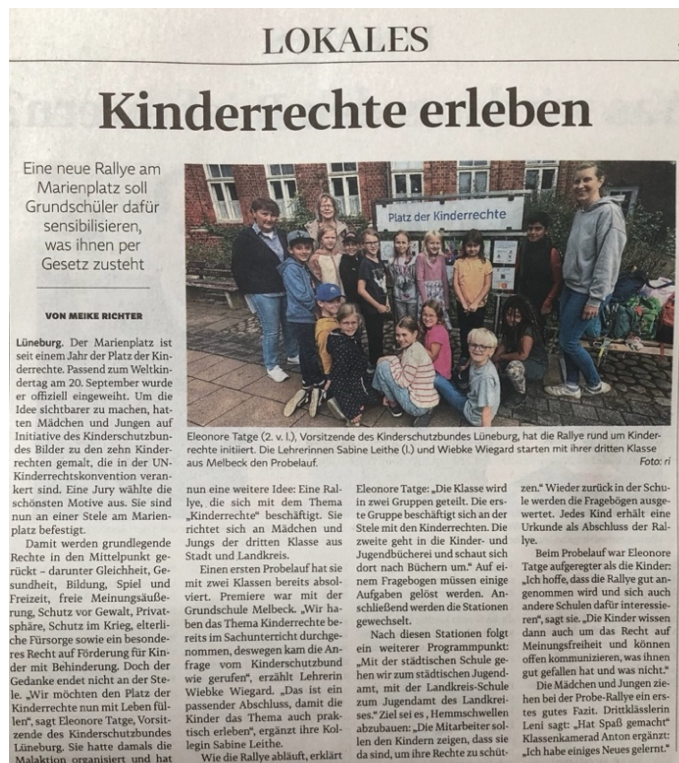 LOKALES
Kinderrechte erleben
Eine neue Rallye am
Marienplatz soll
Grundschüler dafür
sensibilisieren,
was ihnen per
Gesetz zusteht
VON MEIKE RICHTER
Platz der Kinderrechte
Eleonore Tatge (2. v. l.), Vorsitzende des Kinderschutzbundes Lüneburg, hat die Rallye rund um Kinder-
rechte initiiert. Die Lehrerinnen Sabine Leithe (l.) und Wiebke Wiegard starten mit ihrer dritten Klasse
aus Melbeck den Probelauf.
Foto: ri
Lüneburg. Der Marienplatz ist
seit einem Jahr der Platz der Kin-
derrechte. Passend zum Weltkin-
dertag am 20. September wurde
er offiziell eingeweiht. Um die
Idee sichtbarer zu machen, hat-
ten Mädchen und Jungen auf
Initiative des Kinderschutzbun-
des Bilder zu den zehn Kinder-
rechten gemalt, die in der UN-
Kinderrechtskonvention veran-
kert sind. Eine Jury wählte die
schönsten Motive aus. Sie sind
nun an einer Stele am Marien-
platz befestigt.
Damit werden grundlegende
Rechte in den Mittelpunkt ge-
rückt – darunter Gleichheit, Ge-
sundheit, Bildung, Spiel und
Freizeit, freie Meinungsäuße-
rung, Schutz vor Gewalt, Privat-
sphäre, Schutz im Krieg, elterli-
che Fürsorge sowie ein besonde-
res Recht auf Förderung für Kin-
der mit Behinderung. Doch der
Gedanke endet nicht an der Ste-
le. „Wir möchten den Platz der
Kinderrechte nun mit Leben fül-
len“, sagt Eleonore Tatge, Vorsit-
zende des Kinderschutzbundes
Lüneburg. Sie hatte damals die
Malaktion organisiert und hat
nun eine weitere Idee: Eine Ral-
lye, die sich mit dem Thema
„Kinderrechte“ beschäftigt. Sie
richtet sich an Mädchen und
Jungs der dritten Klasse aus
Stadt und Landkreis.
Einen ersten Probelauf hat sie
mit zwei Klassen bereits absol-
viert. Premiere war mit der
Grundschule Melbeck. „Wir ha-
ben das Thema Kinderrechte be-
reits im Sachunterricht durchge-
nommen, deswegen kam die An-
frage vom Kinderschutzbund
wie gerufen“, erzählt Lehrerin
Wiebke Wiegard. „Das ist ein
passender Abschluss, damit die
Kinder das Thema auch prak-
tisch erleben“, ergänzt ihre Kol-
legin Sabine Leithe.
Wie die Rallye abläuft, erklärt
Eleonore Tatge: „Die Klasse wird
in zwei Gruppen geteilt. Die ers-
te Gruppe beschäftigt sich an der
Stele mit den Kinderrechten. Die
zweite geht in die Kinder- und
Jugendbücherei und schaut sich
dort nach Büchern um.“ Auf ei-
nem Fragebogen müssen einige
Aufgaben gelöst werden. An-
schließend werden die Stationen
gewechselt.
Nach diesen Stationen folgt
ein weiterer Programmpunkt:
„Mit der städtischen Schule ge-
hen wir zum städtischen Jugend-
amt, mit der Landkreis-Schule
zum Jugendamt des Landkrei-
ses.“ Ziel sei es, Hemmschwellen
abzubauen: „Die Mitarbeiter sol-
len den Kindern zeigen, dass sie
da sind, um ihre Rechte zu schüt-
zen.“ Wieder zurück in der Schu-
le werden die Fragebögen ausge-
wertet. Jedes Kind erhält eine
Urkunde als Abschluss der Ral-
lye.
Beim Probelauf war Eleonore
Tatge aufgeregter als die Kinder:
„Ich hoffe, dass die Rallye gut an-
genommen wird und sich auch
andere Schulen dafür interessie-
ren“, sagt sie. „Die Kinder wissen
dann auch um das Recht auf
Meinungsfreiheit und können
offen kommunizieren, was ihnen
gut gefallen hat und was nicht.“
Die Mädchen und Jungen zie-
hen bei der Probe-Rallye ein ers-
tes gutes Fazit. Drittklässlerin
Leni sagt: „Hat Spaß gemacht“
Klassenkamerad Anton ergänzt:
„Ich habe einiges Neues gelernt.“